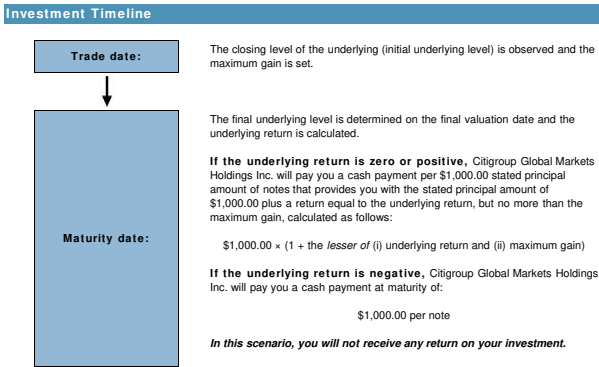 Investment Timeline
Trade date:
The closing level of the underlying (initial underlying level) is observed and the
maximum gain is set.
Maturity date:
The final underlying level is determined on the final valuation date and the
underlying return is calculated.
If the underlying return is zero or positive, Citigroup Global Markets
Holdings Inc. will pay you a cash payment per $1,000.00 stated principal
amount of notes that provides you with the stated principal amount of
$1,000.00 plus a return equal to the underlying return, but no more than the
maximum gain, calculated as follows:
$1,000.00 × (1 + the lesser of (i) underlying return and (ii) maximum gain)
If the underlying return is negative, Citigroup Global Markets Holdings
Inc. will pay you a cash payment at maturity of:
$1,000.00 per note
In this scenario, you will not receive any return on your investment.